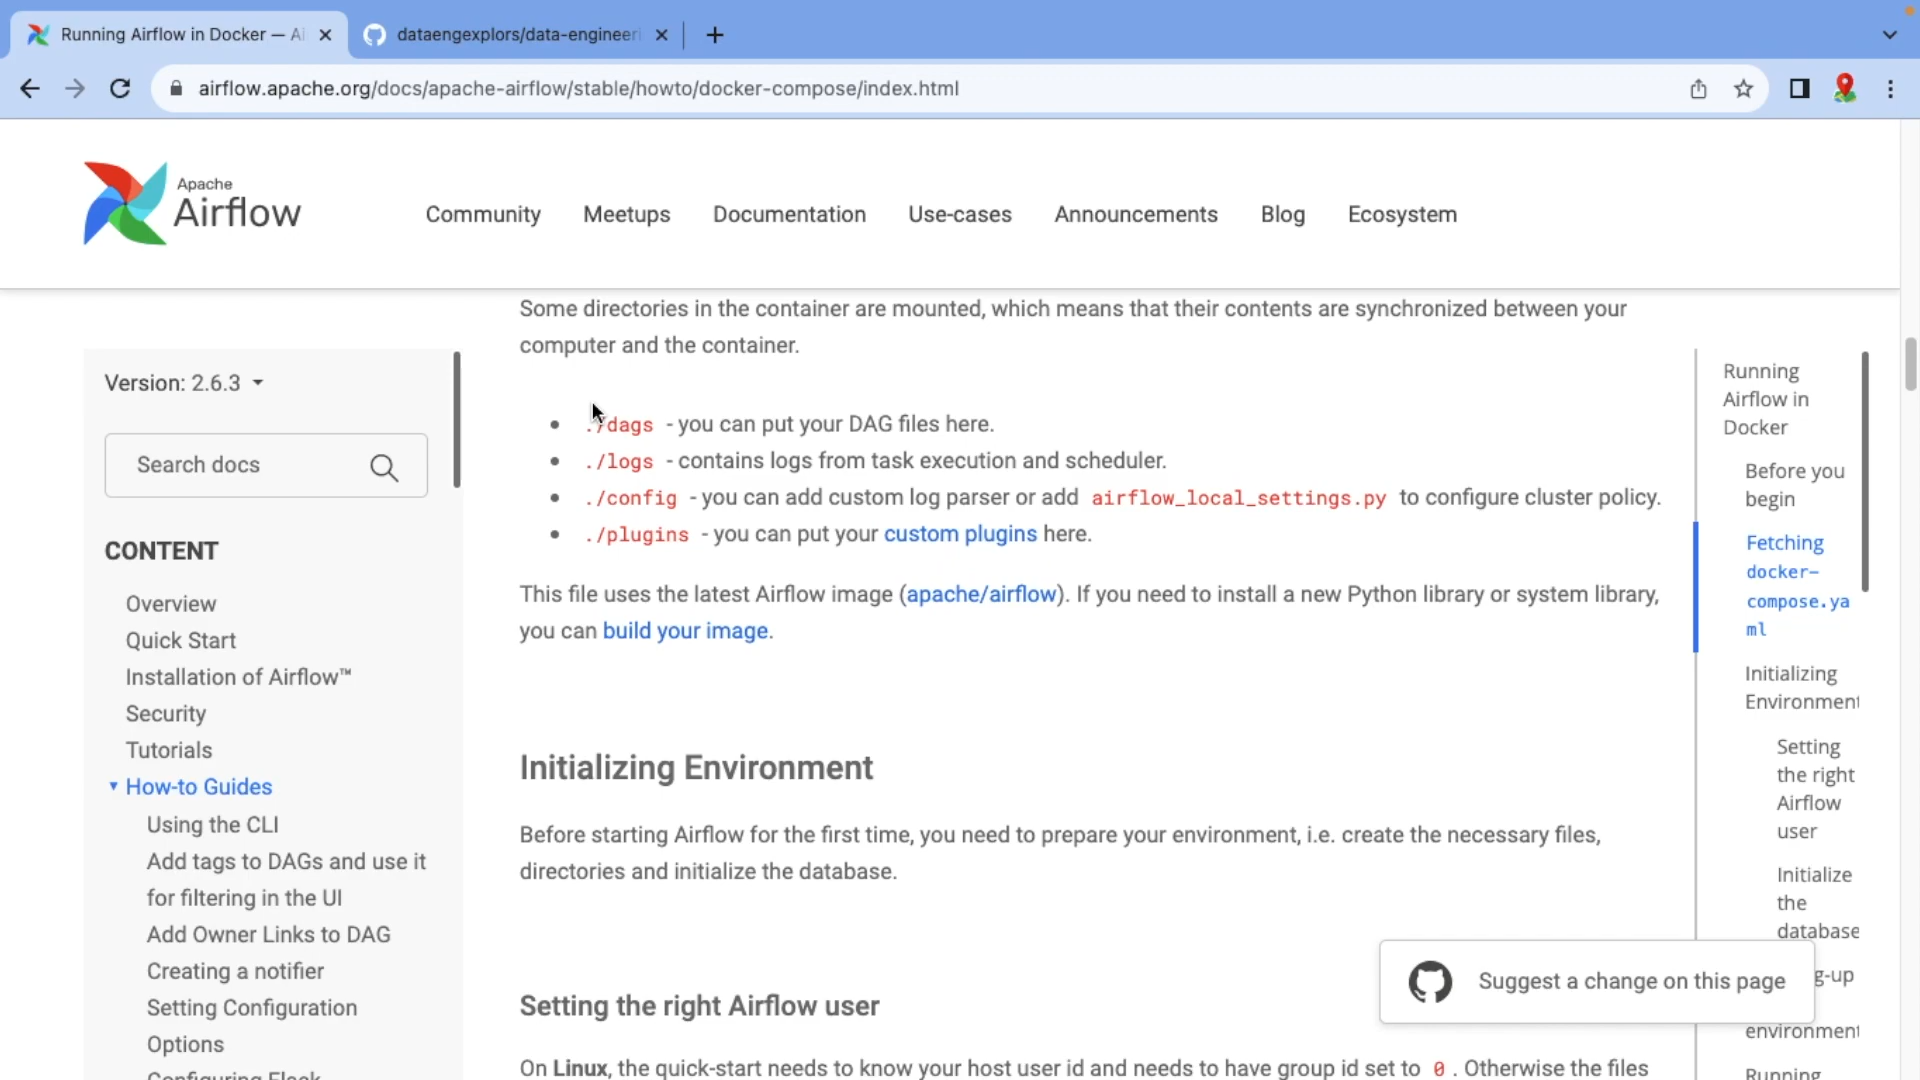 Running Airflow in Docker — Ai
dataengexplors/data-engineeri
airflow.apache.org/docs/apache-airflow/stable/howto/docker-compose/index.html
Apache
Airflow
Community
Meetups
Documentation
Use-cases
Announcements
Blog
Ecosystem
Some directories in the container are mounted, which means that their contents are synchronized between your
computer and the container.
./dags - you can put your DAG files here.
./logs - contains logs from task execution and scheduler.
./config - you can add custom log parser or add airflow_local_settings.py to configure cluster policy.
./plugins - you can put your custom plugins here.
This file uses the latest Airflow image (apache/airflow). If you need to install a new Python library or system library,
you can build your image.
Initializing Environment
Before starting Airflow for the first time, you need to prepare your environment, i.e. create the necessary files,
directories and initialize the database.
Setting the right Airflow user
On Linux, the quick-start needs to know your host user id and needs to have group id set to 0 . Otherwise the files
Version: 2.6.3
Search docs
CONTENT
Overview
Quick Start
Installation of Airflow™
Security
Tutorials
How-to Guides
Using the CLI
Add tags to DAGs and use it
for filtering in the UI
Add Owner Links to DAG
Creating a notifier
Setting Configuration
Options
Running
Airflow in
Docker
Before you
begin
Fetching
docker-
compose.ya
ml
Initializing
Environment
Setting
the right
Airflow
user
Initialize
the
database
g-up
environment
Running
Suggest a change on this page